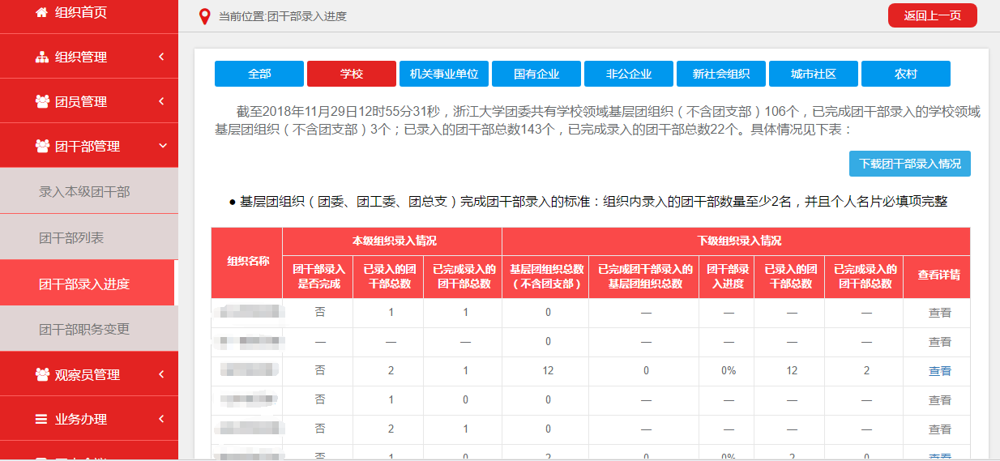 组织首页
组织管理
团员管理
团干部管理
录入本级团干部
团干部列表
团干部录入进度
团干部职务变更
观察员管理
业务办理
当前位置:团干部录入进度
返回上一页
全部 学校 机关事业单位 国有企业 非公企业 新社会组织 城市社区 农村
截至2018年11月29日12时55分31秒，浙江大学团委共有学校领域基层团组织（不含团支部）106个，已完成团干部录入的学校领域
基层团组织（不含团支部）3个；已录入的团干部总数143个，已完成录入的团干部总数22个。具体情况见下表：
下载团干部录入情况
● 基层团组织（团委、团工委、团总支）完成团干部录入的标准：组织内录入的团干部数量至少2名，并且个人名片必填项完整
组织名称
本级组织录入情况 下级组织录入情况
团干部录入
是否完成
已录入的团
干部总数
已完成录入的
团干部总数
基层团组织总数
（不含团支部）
已完成团干部录入的
基层团组织总数
团干部录
入进度
已录入的团
干部总数
已完成录入的
团干部总数
查看详情
否 1 1 0 — — — — 查看
— — — 0 — — — — 查看
否 2 1 12 0 0% 12 2 查看
否 1 0 0 — — — — 查看
否 2 1 0 — — — — 查看
否 1 0 2 0 0% 2 0 查看